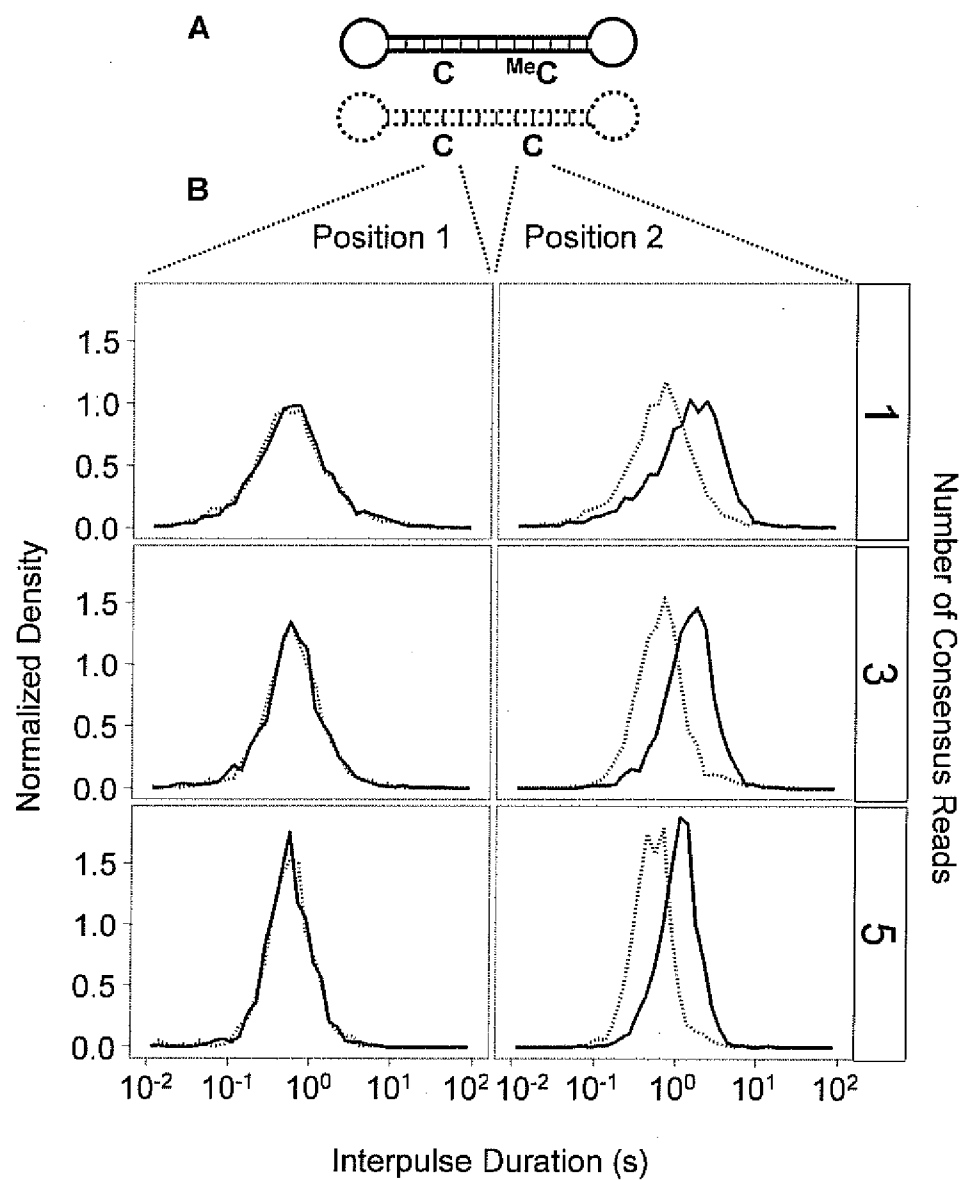 A
C MeC
C C
B
Position 1 Position 2
Normalized Density
1.5
1.0
0.5
0.0
1
1.5
1.0
0.5
0.0
3
1.5
1.0
0.5
0.0
5
Number of Consensus Reads
10-2 10-1 100 101 102 10-2 10-1 100 101 102
Interpulse Duration (s)